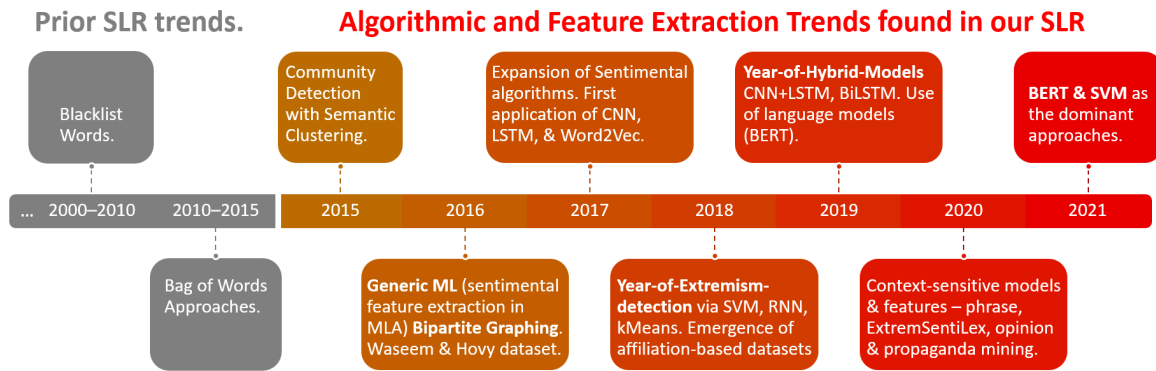 Prior SLR trends.
Algorithmic and Feature Extraction Trends found in our SLR
Blacklist
Words.
Community
Detection
with Semantic
Clustering.
Expansion of Sentimental
algorithms. First
application of CNN,
LSTM, & Word2Vec.
Year-of-Hybrid-Models
CNN+LSTM, BiLSTM. Use
of language models
(BERT).
BERT & SVM as
the dominant
approaches.
... 2000–2010 2010–2015 2015 2016 2017 2018 2019 2020 2021
Bag of Words
Approaches.
Generic ML (sentimental
feature extraction in
MLA) Bipartite Graphing.
Waseem & Hovy dataset.
Year-of-Extremism-
detection via SVM, RNN,
kMeans. Emergence of
affiliation-based datasets
Context-sensitive models
& features – phrase,
ExtremSentiLex, opinion
& propaganda mining.